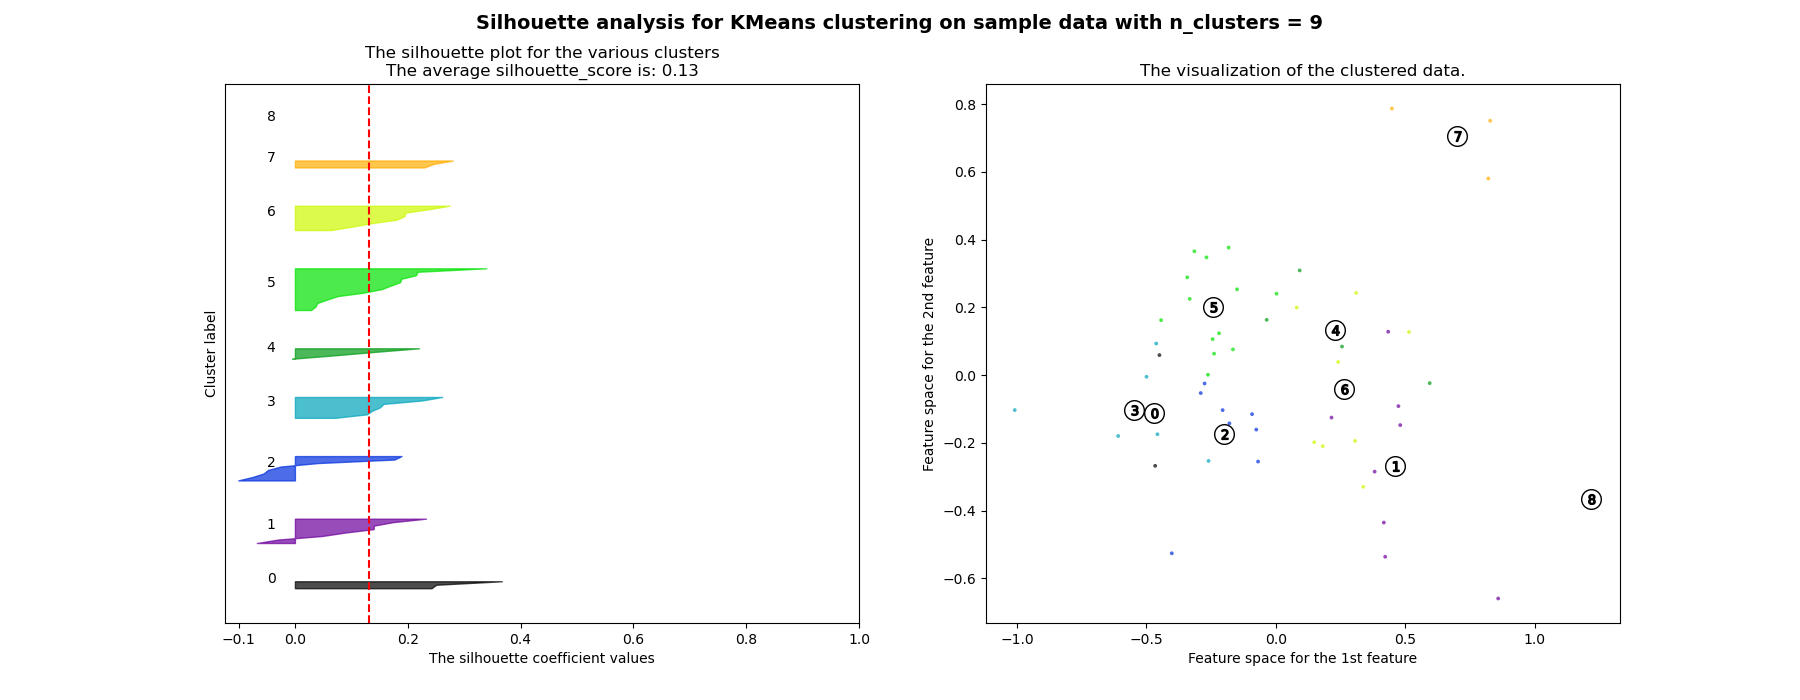 Silhouette analysis for KMeans clustering on sample data with n_clusters = 9
The silhouette plot for the various clusters
The average silhouette_score is: 0.13
8
7
6
5
4
3
2
1
0
Cluster label
−0.1 0.0 0.2 0.4 0.6 0.8 1.0
The silhouette coefficient values
The visualization of the clustered data.
0.8
0.6
0.4
0.2
0.0
−0.2
−0.4
−0.6
Feature space for the 2nd feature
7
5
4
6
3
0
2
1
8
−1.0 −0.5 0.0 0.5 1.0
Feature space for the 1st feature